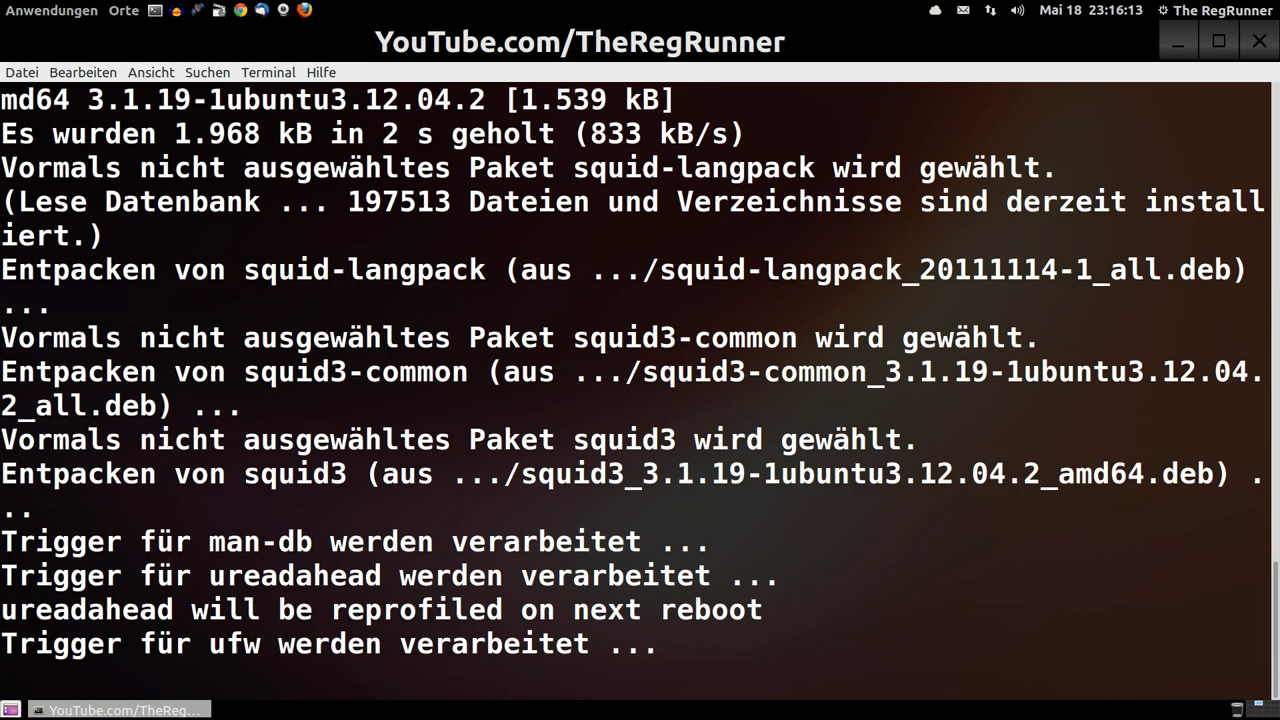 Anwendungen Orte Mai 18 23:16:13 The RegRunner
YouTube.com/TheRegRunner
Datei Bearbeiten Ansicht Suchen Terminal Hilfe
md64 3.1.19-1ubuntu3.12.04.2 [1.539 kB]
Es wurden 1.968 kB in 2 s geholt (833 kB/s)
Vormals nicht ausgewähltes Paket squid-langpack wird gewählt.
(Lese Datenbank ... 197513 Dateien und Verzeichnisse sind derzeit install
iert.)
Entpacken von squid-langpack (aus .../squid-langpack_20111114-1_all.deb)
...
Vormals nicht ausgewähltes Paket squid3-common wird gewählt.
Entpacken von squid3-common (aus .../squid3-common_3.1.19-1ubuntu3.12.04.
2_all.deb) ...
Vormals nicht ausgewähltes Paket squid3 wird gewählt.
Entpacken von squid3 (aus .../squid3_3.1.19-1ubuntu3.12.04.2_amd64.deb) .
..
Trigger für man-db werden verarbeitet ...
Trigger für ureadahead werden verarbeitet ...
ureadahead will be reprofiled on next reboot
Trigger für ufw werden verarbeitet ...
YouTube.com/TheReg...